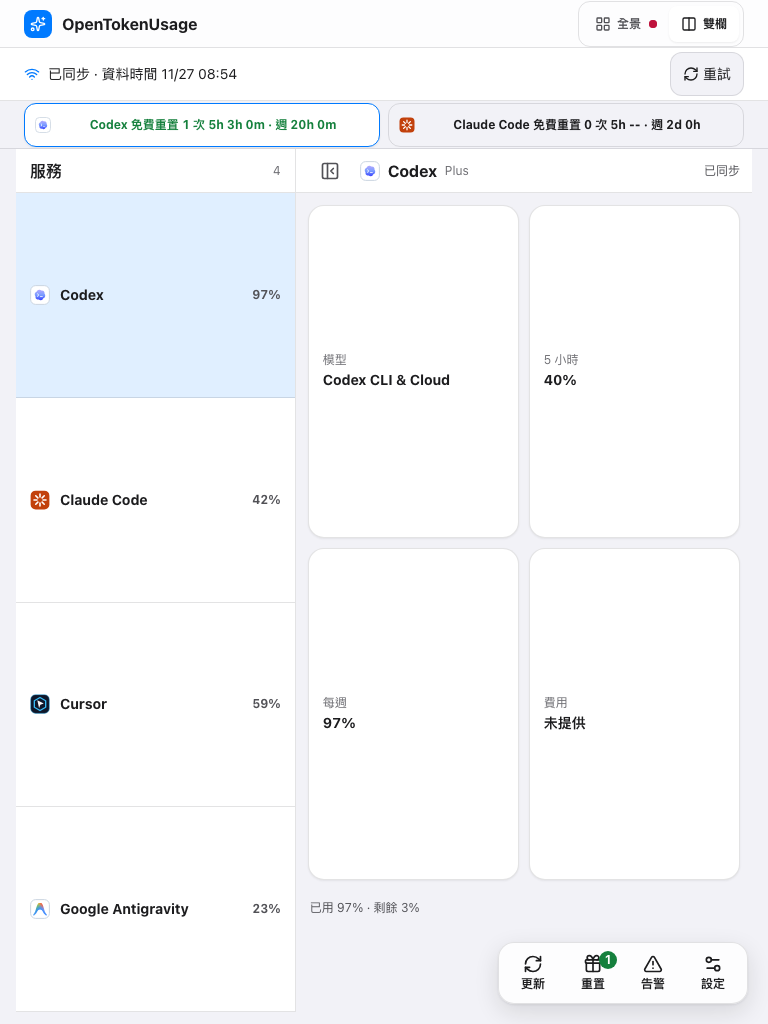 OpenTokenUsage
全景
雙欄
已同步 · 資料時間 11/27 08:54
重試
Codex 免費重置 1 次 5h 3h 0m · 週 20h 0m
Claude Code 免費重置 0 次 5h -- · 週 2d 0h
服務
4
Codex Plus
已同步
Codex
97%
Claude Code
42%
Cursor
59%
Google Antigravity
23%
模型
Codex CLI & Cloud
5 小時
40%
每週
97%
費用
未提供
已用 97% · 剩餘 3%
更新
重置
1
告警
設定